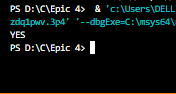 PS D:\C\Epic 4> & 'c:\Users\DELL
zdq1pwv.3p4' '--dbgExe=C:\msys64\
YES
PS D:\C\Epic 4>